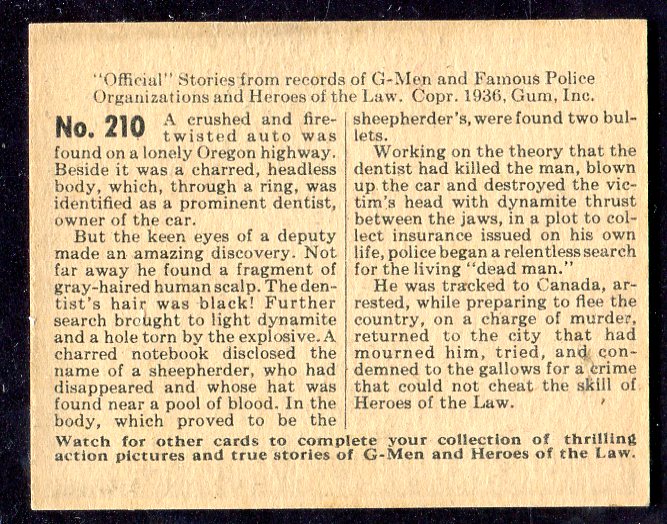 "Official" Stories from records of G-Men and Famous Police
Organizations and Heroes of the Law. Copr. 1936, Gum, Inc.
No. 210 A crushed and fire-
twisted auto was
found on a lonely Oregon highway.
Beside it was a charred, headless
body, which, through a ring, was
identified as a prominent dentist,
owner of the car.
But the keen eyes of a deputy
made an amazing discovery. Not
far away he found a fragment of
gray-haired human scalp. The den-
tist's hair was black! Further
search brought to light dynamite
and a hole torn by the explosive. A
charred notebook disclosed the
name of a sheepherder, who had
disappeared and whose hat was
found near a pool of blood. In the
body, which proved to be the
sheepherder's, were found two bul-
lets.
Working on the theory that the
dentist had killed the man, blown
up the car and destroyed the vic-
tim's head with dynamite thrust
between the jaws, in a plot to col-
lect insurance issued on his own
life, police began a relentless search
for the living "dead man."
He was tracked to Canada, ar-
rested, while preparing to flee the
country, on a charge of murder,
returned to the city that had
mourned him, tried, and con-
demned to the gallows for a crime
that could not cheat the skill of
Heroes of the Law.
Watch for other cards to complete your collection of thrilling
action pictures and true stories of G-Men and Heroes of the Law.